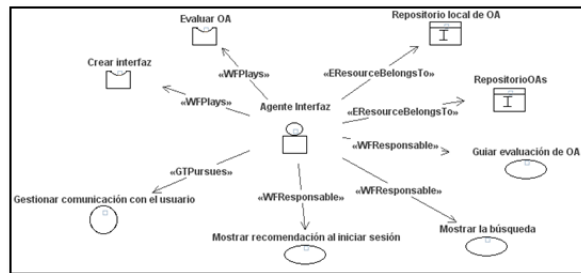 Evaluar OA
Repositorio local de OA
Crear interfaz
«WFPlays»
«EResourceBelongsTo»
RepositorioOAs
«WFPlays»
Agente Interfaz
«EResourceBelongsTo»
«WFResponsable»
Guiar evaluación de OA
«GTPursues»
«WFResponsable»
«WFResponsable»
Gestionar comunicación con el usuario
Mostrar la búsqueda
Mostrar recomendación al iniciar sesión